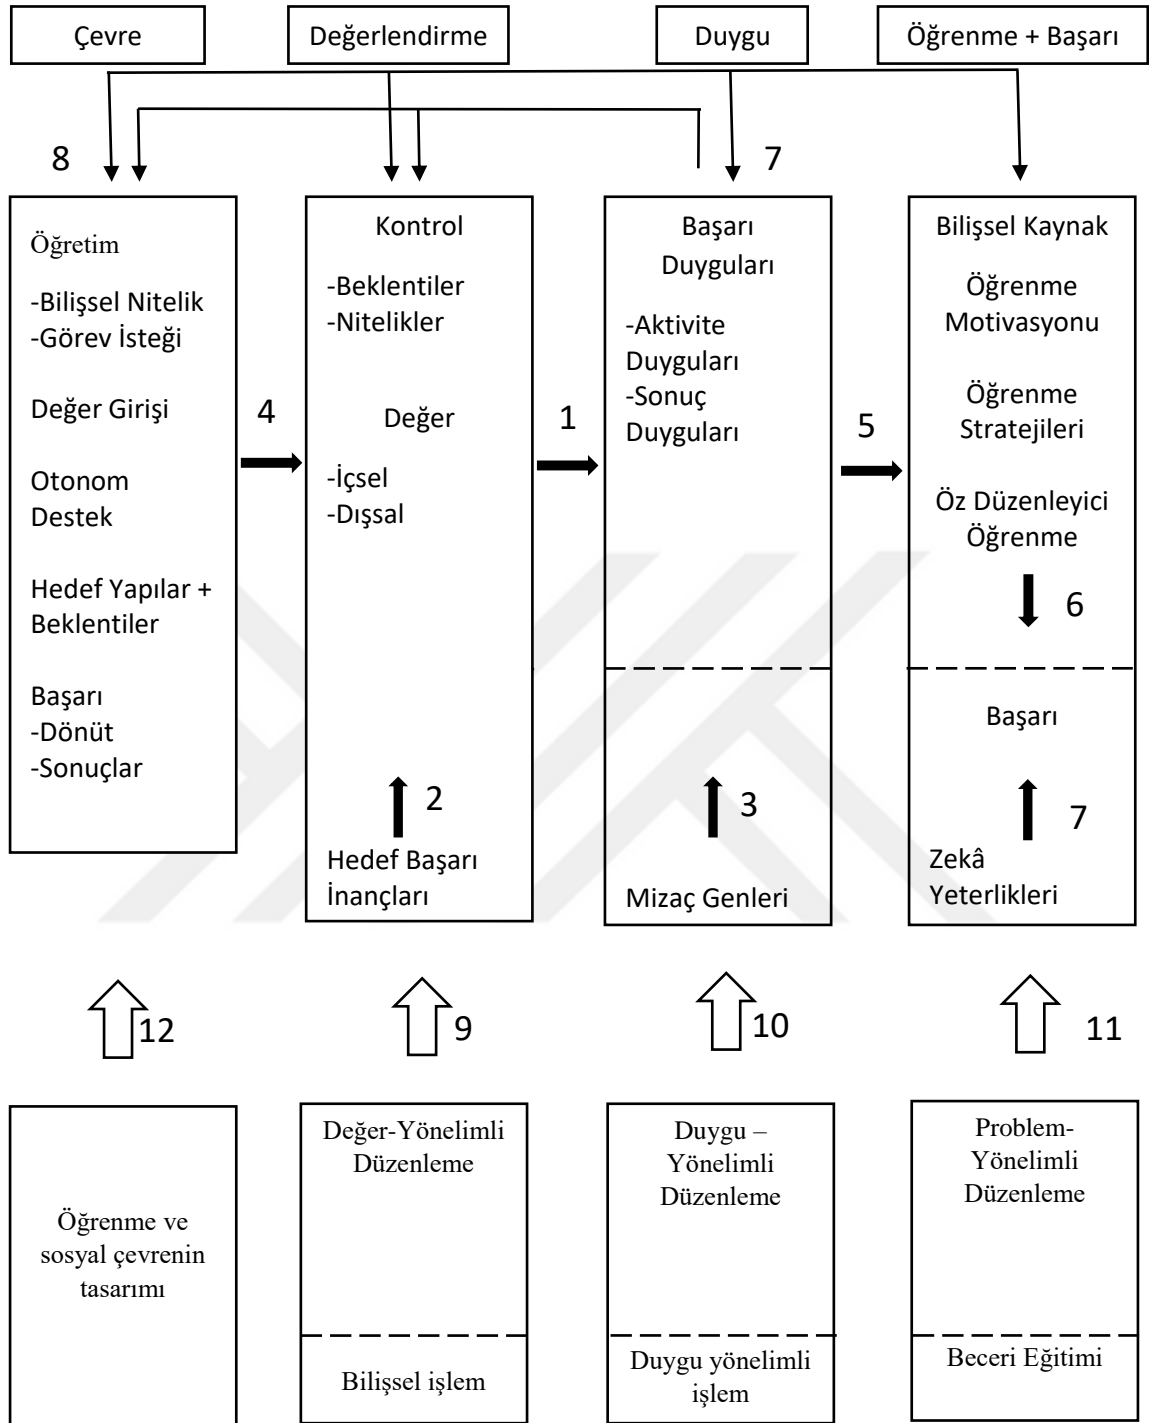 Çevre
Değerlendirme
Duygu
Öğrenme + Başarı
8
7
Öğretim
-Bilişsel Nitelik
-Görev İsteği
Değer Girişi
Otonom
Destek
Hedef Yapılar +
Beklentiler
Başarı
-Dönüt
-Sonuçlar
4
Kontrol
-Beklentiler
-Nitelikler
Değer
-İçsel
-Dışsal
2
Hedef Başarı
İnançları
1
Başarı
Duyguları
-Aktivite
Duyguları
-Sonuç
Duyguları
3
Mizaç Genleri
5
Bilişsel Kaynak
Öğrenme
Motivasyonu
Öğrenme
Stratejileri
Öz Düzenleyici
Öğrenme
6
Başarı
7
Zekâ
Yeterlikleri
12
9
10
11
Öğrenme ve
sosyal çevrenin
tasarımı
Değer-Yönelimli
Düzenleme
Bilişsel işlem
Duygu –
Yönelimli
Düzenleme
Duygu yönelimli
işlem
Problem-
Yönelimli
Düzenleme
Beceri Eğitimi